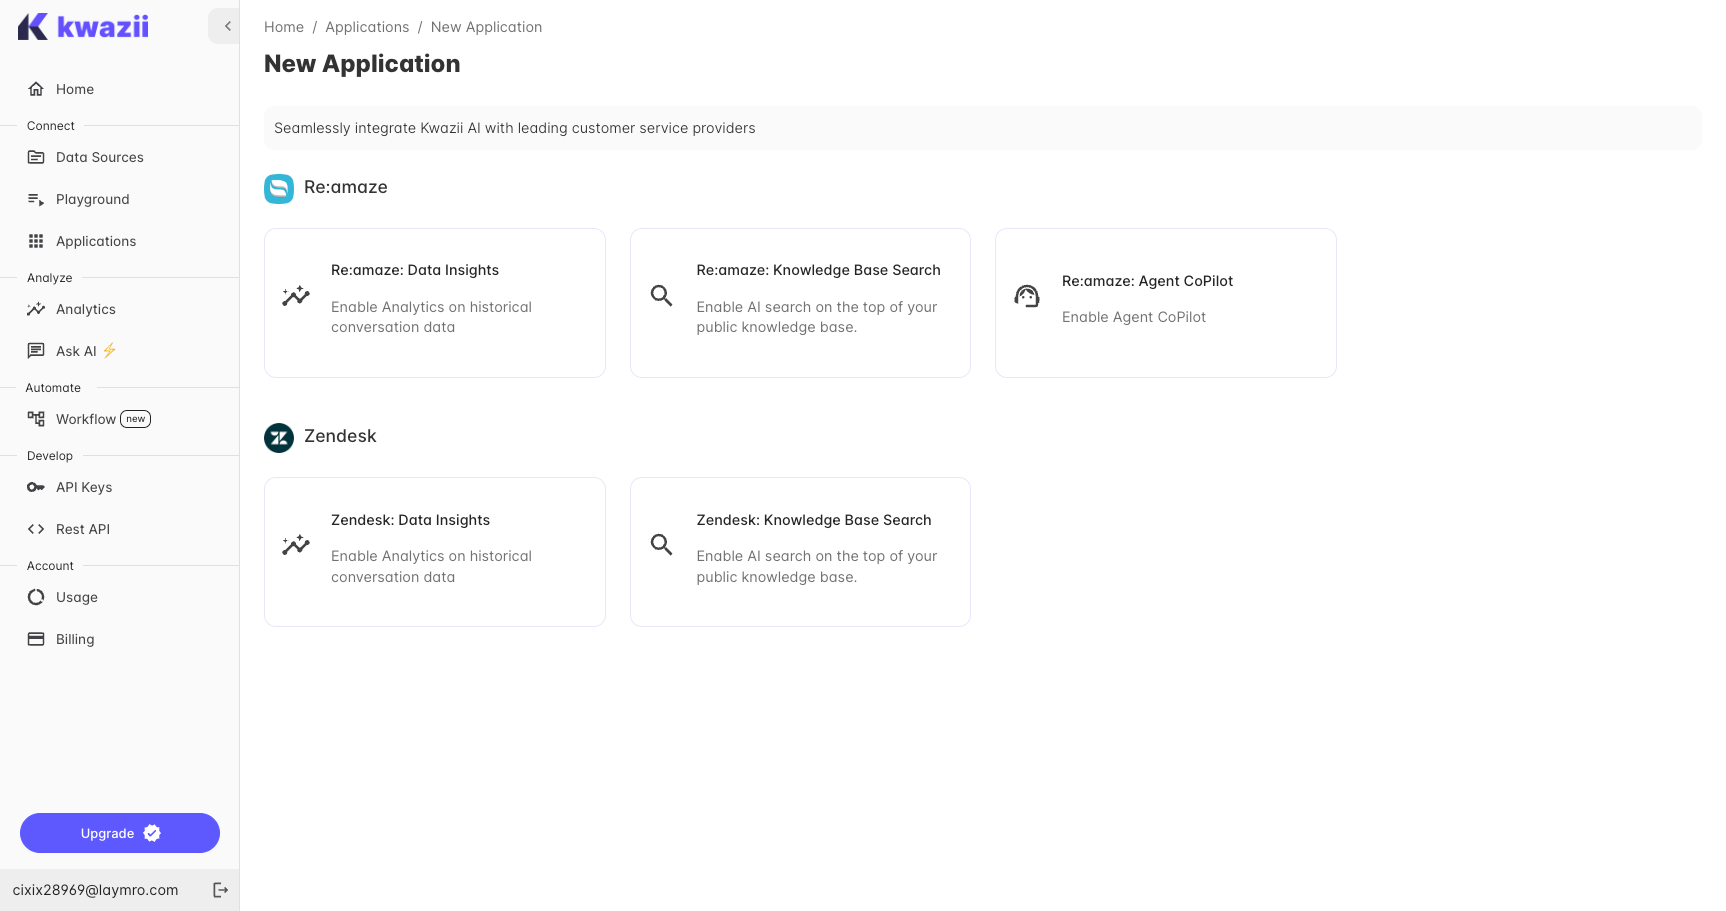 kwazii
Home
Connect
Data Sources
Playground
Applications
Analyze
Analytics
Ask AI ⚡
Automate
Workflow new
Develop
API Keys
Rest API
Account
Usage
Billing
Upgrade
cixix28969@laymro.com
Home / Applications / New Application
New Application
Seamlessly integrate Kwazii AI with leading customer service providers
Re:amaze
Re:amaze: Data Insights
Enable Analytics on historical
conversation data
Re:amaze: Knowledge Base Search
Enable AI search on the top of your
public knowledge base.
Re:amaze: Agent CoPilot
Enable Agent CoPilot
Zendesk
Zendesk: Data Insights
Enable Analytics on historical
conversation data
Zendesk: Knowledge Base Search
Enable AI search on the top of your
public knowledge base.